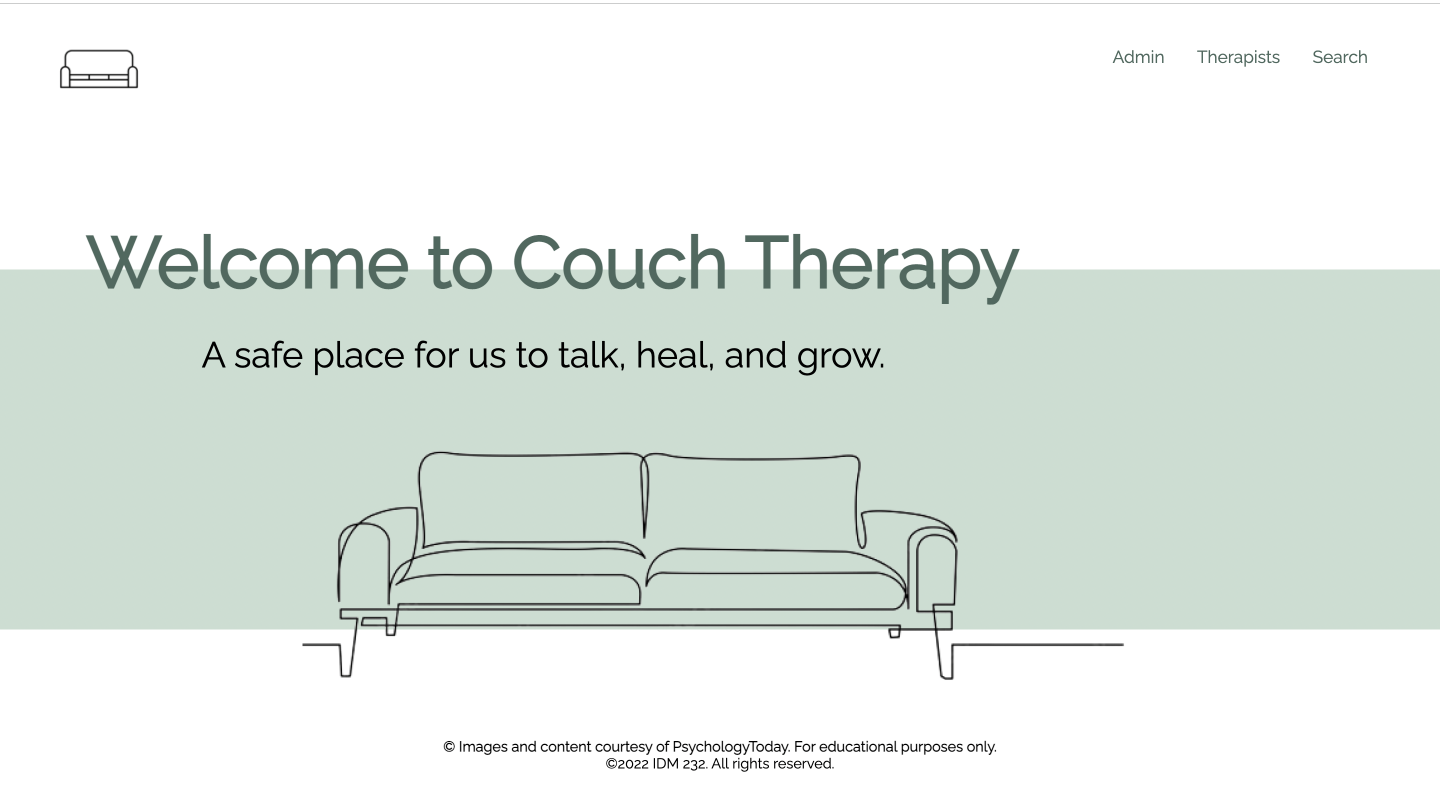 Admin Therapists Search
Welcome to Couch Therapy
A safe place for us to talk, heal, and grow.
© Images and content courtesy of PsychologyToday. For educational purposes only.
©2022 IDM 232. All rights reserved.